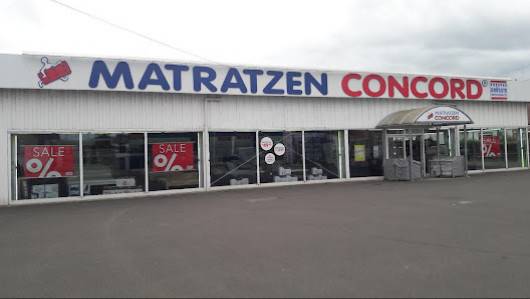 MATRATZEN CONCORD®
MATRATZEN
CONCORD
SALE
%
SALE
%
%
%